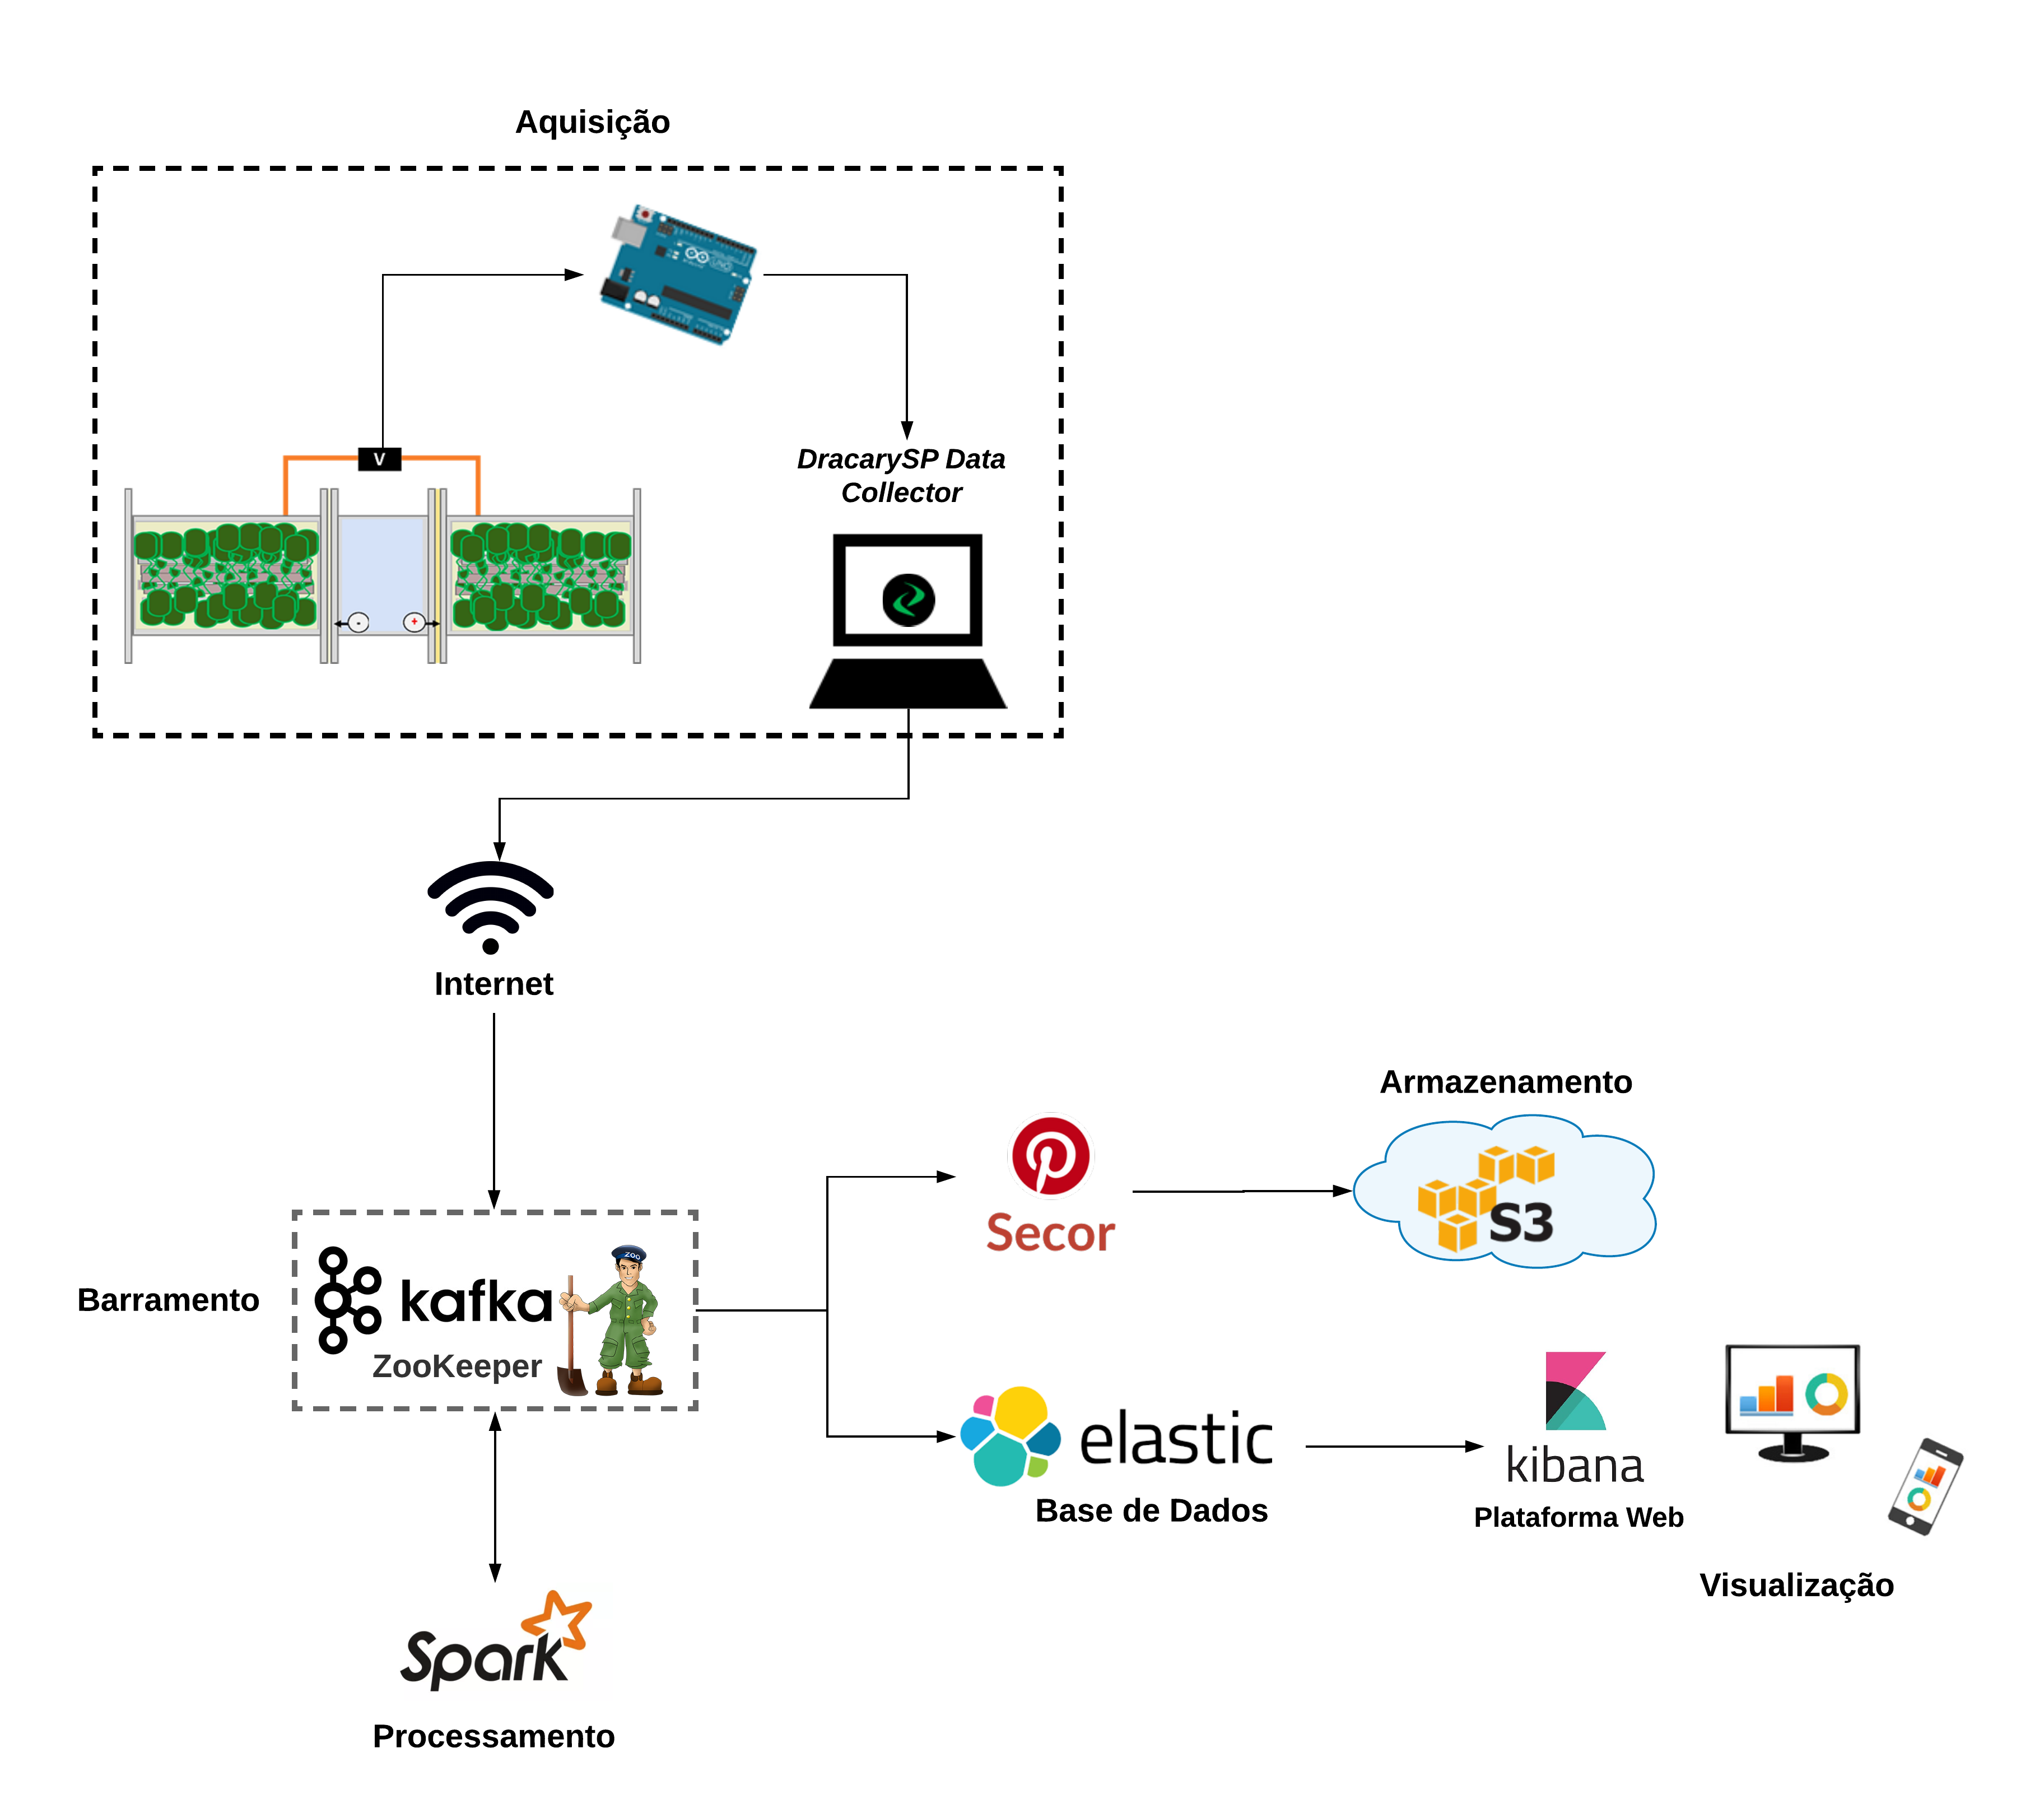 Aquisição
V
DracarySP Data
Collector
-
+
Internet
Armazenamento
Secor
S3
Barramento
kafka
ZOO
ZooKeeper
elastic
Base de Dados
kibana
Plataforma Web
Visualização
Spark
Processamento